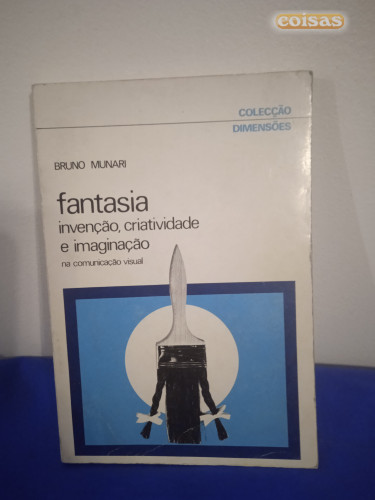 coisas
COLECÇÃO
DIMENSÕES
BRUNO MUNARI
fantasia
invenção, criatividade
e imaginação
na comunicação visual